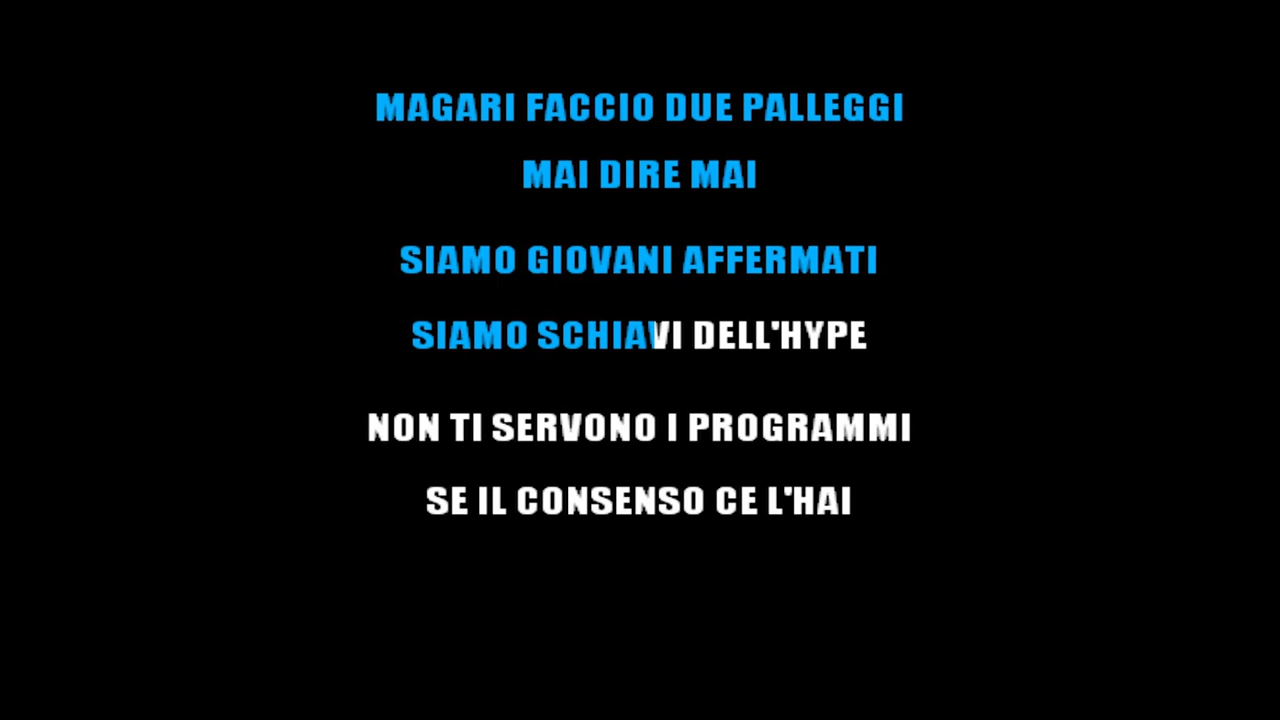 MAGARI FACCIO DUE PALLEGGI
MAI DIRE MAI
SIAMO GIOVANI AFFERMATI
SIAMO SCHIAVI DELL'HYPE
NON TI SERVONO I PROGRAMMI
SE IL CONSENSO CE L'HAI